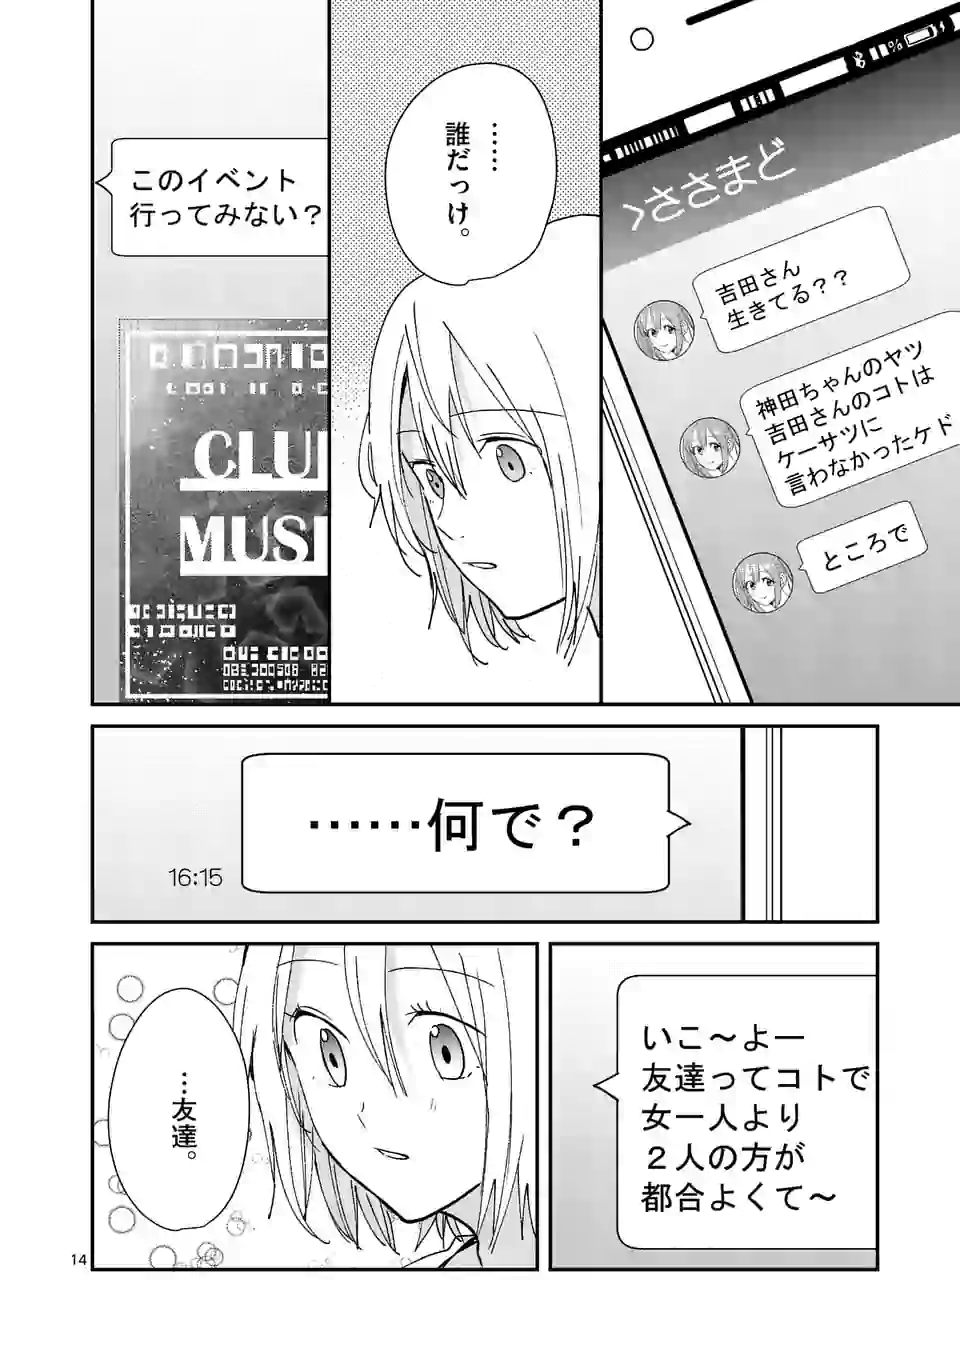 %
>ささまど
吉田さん
生きてる？？
神田ちゃんのヤツ
吉田さんのコトは
ケーサツに
言わなかったケド
ところで
……
誰だっけ。
このイベント
行ってみない？
CLU
MUSI
……何で？
16:15
いこ～よー
友達ってコトで
女一人より
２人の方が
都合よくて～
…友達。
14